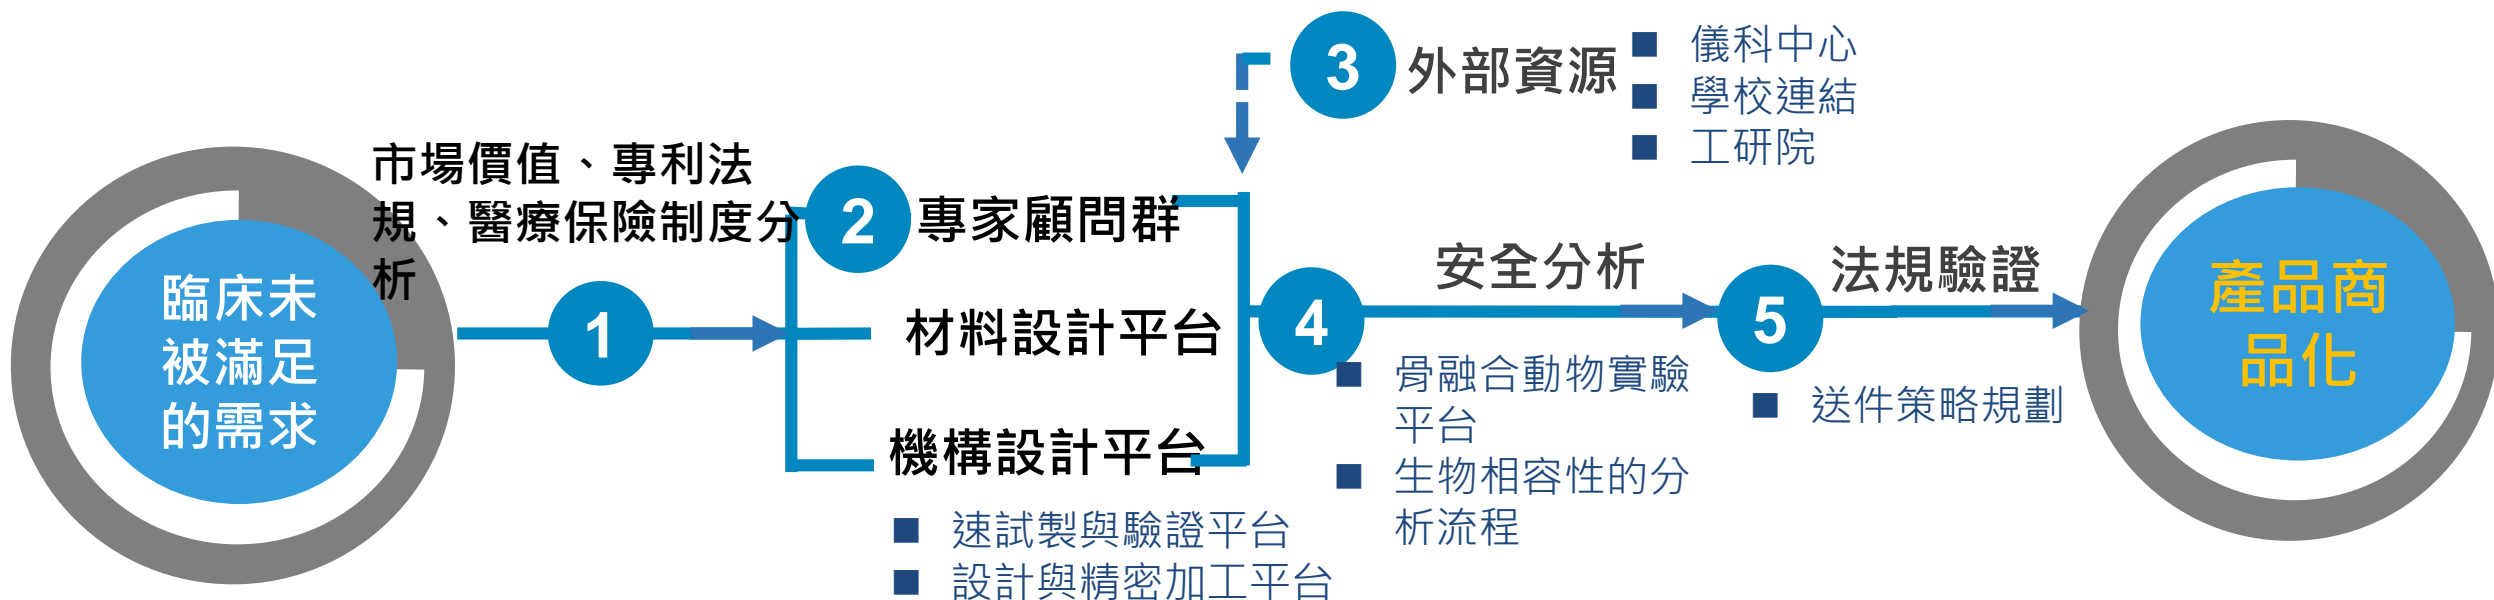 臨床未
被滿足
的需求
市場價值、專利法
規、醫療保險制度分
析
1
2
專家顧問群
材料設計平台
機構設計平台
速試製與驗證平台
設計與精密加工平台
3
外部資源
儀科中心
學校連結
工研院
安全分析
4
回融合動物實驗
平台
生物相容性的分
析流程
法規驗證
5
送件策略規劃
產品商
品化